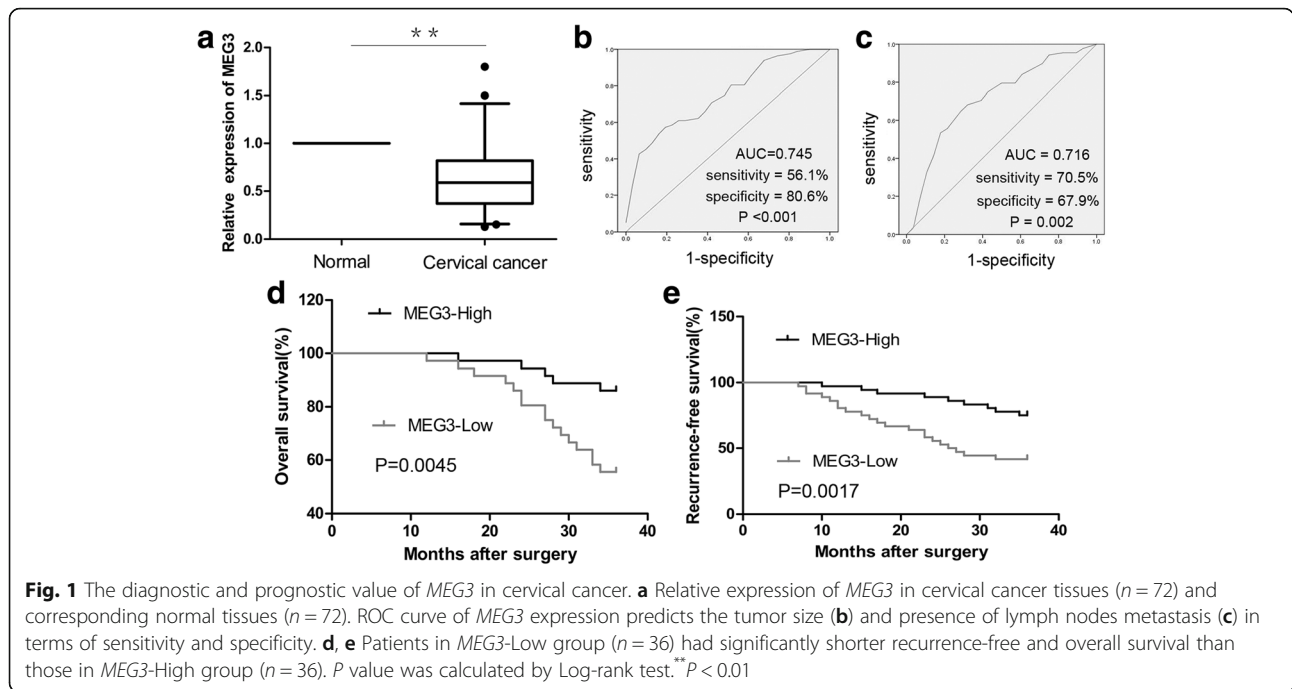 a
**
Relative expression of MEG3
2.0
1.5
1.0
0.5
0.0
Normal
Cervical cancer
b
sensitivity
1.0
0.8
0.6
0.4
0.2
0.0
AUC=0.745
sensitivity = 56.1%
specificity = 80.6%
P <0.001
0.0 0.2 0.4 0.6 0.8 1.0
1-specificity
c
sensitivity
1.0
0.8
0.6
0.4
0.2
0.0
AUC = 0.716
sensitivity = 70.5%
specificity = 67.9%
P = 0.002
0.0 0.2 0.4 0.6 0.8 1.0
1-specificity
d
Overall survival(%)
120
100
80
60
40
MEG3-High
MEG3-Low
P=0.0045
0 10 20 30 40
Months after surgery
e
Recurrence-free survival(%)
150
100
50
0
MEG3-High
MEG3-Low
P=0.0017
0 10 20 30 40
Months after surgery
Fig. 1 The diagnostic and prognostic value of MEG3 in cervical cancer. a Relative expression of MEG3 in cervical cancer tissues (n = 72) and
corresponding normal tissues (n = 72). ROC curve of MEG3 expression predicts the tumor size (b) and presence of lymph nodes metastasis (c) in
terms of sensitivity and specificity. d, e Patients in MEG3-Low group (n = 36) had significantly shorter recurrence-free and overall survival than
those in MEG3-High group (n = 36). P value was calculated by Log-rank test.**P < 0.01